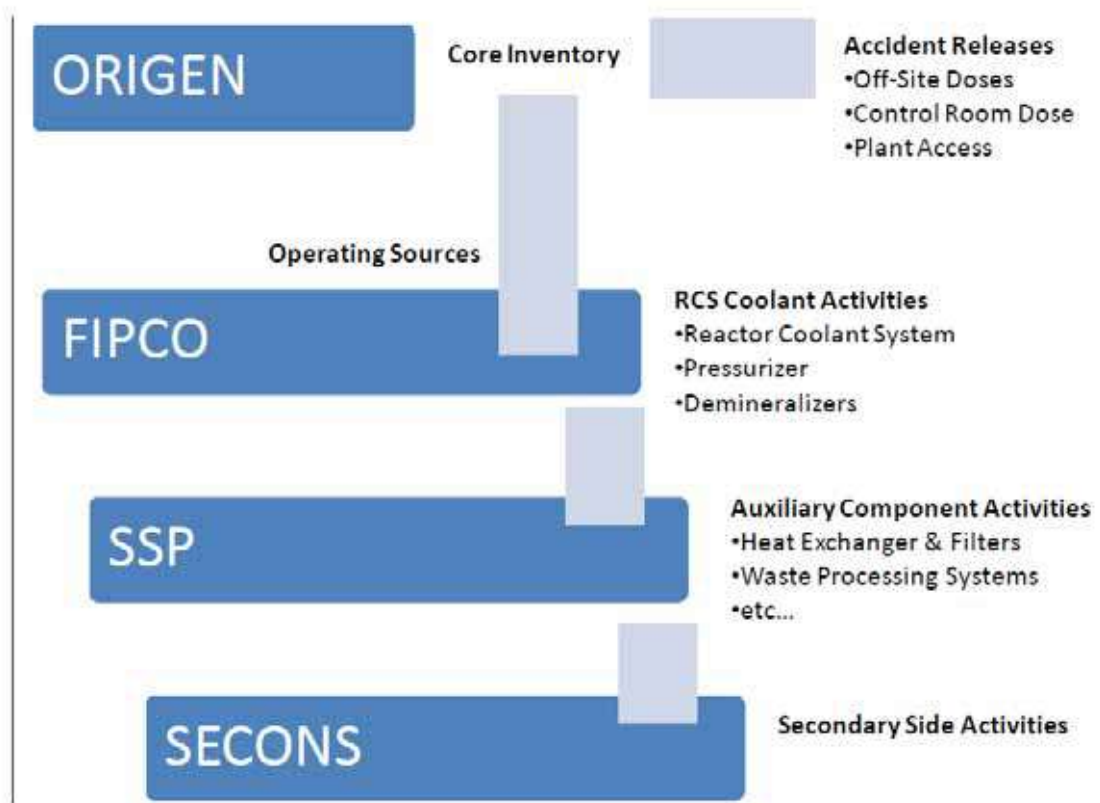 ORIGEN
Core Inventory
Accident Releases
•Off-Site Doses
•Control Room Dose
•Plant Access
Operating Sources
FIPCO
RCS Coolant Activities
•Reactor Coolant System
•Pressurizer
•Demineralizers
SSP
Auxiliary Component Activities
•Heat Exchanger & Filters
•Waste Processing Systems
•etc...
SECONS
Secondary Side Activities